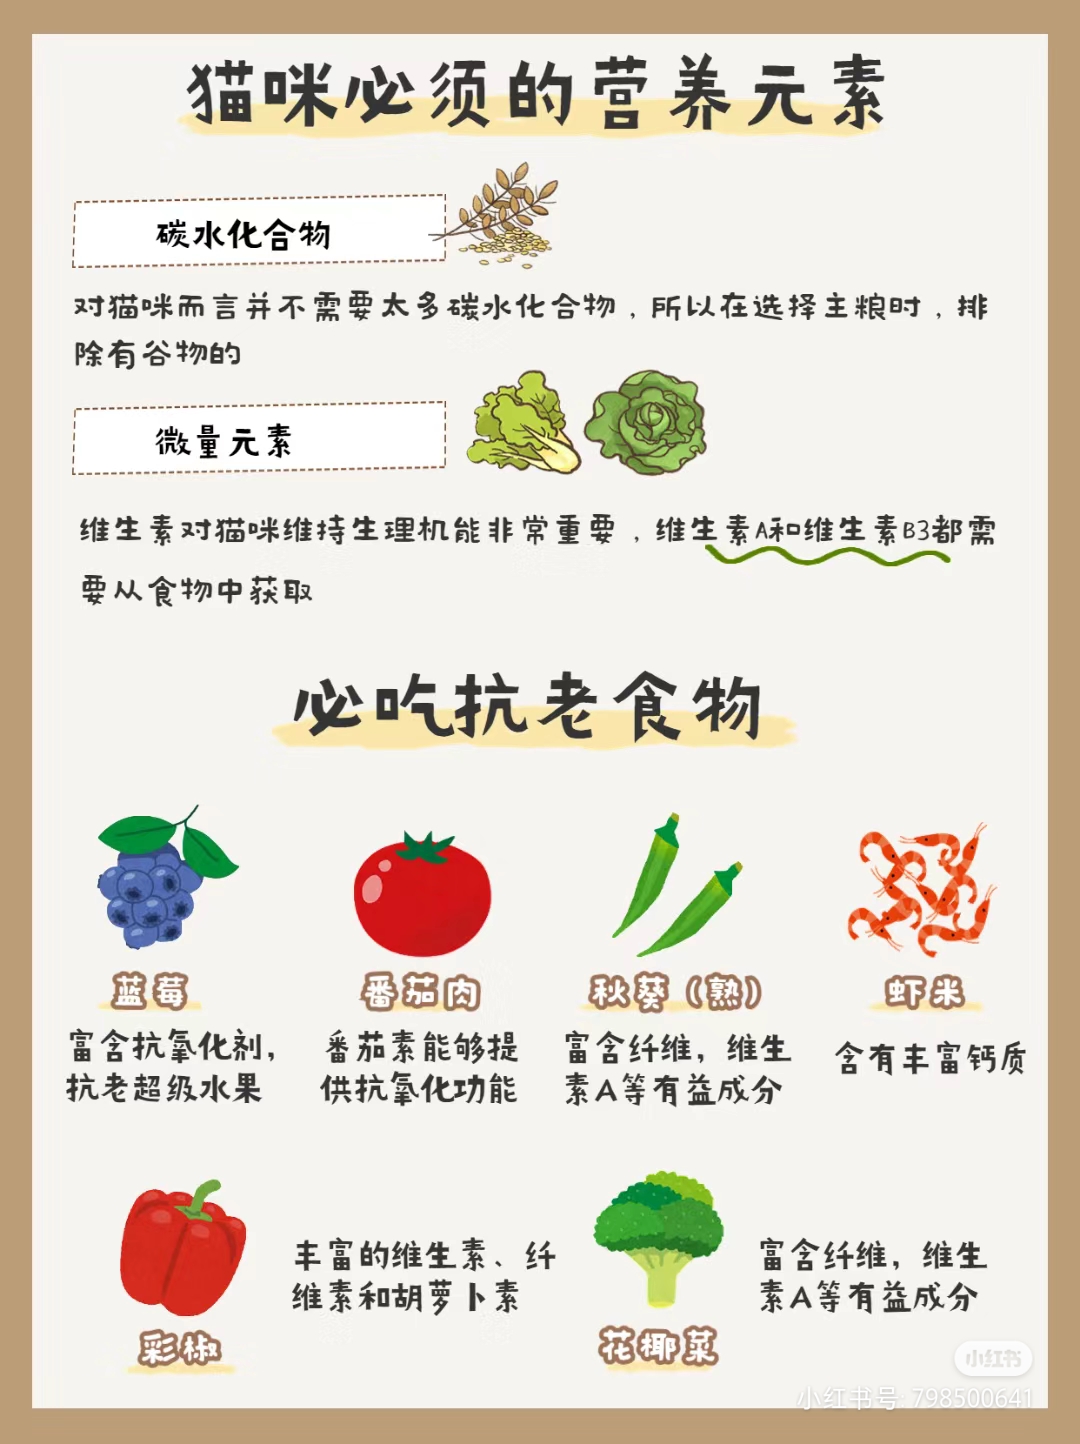 猫咪必须的营养元素
碳水化合物
对猫咪而言并不需要太多碳水化合物，所以在选择主粮时，排
除有谷物的
微量元素
维生素对猫咪维持生理机能非常重要，维生素A和维生素B3都需
要从食物中获取
必吃抗老食物
蓝莓
富含抗氧化剂，
抗老超级水果
番茄肉
番茄素能够提
供抗氧化功能
秋葵（熟）
富含纤维，维生
素A等有益成分
虾米
含有丰富钙质
彩椒
丰富的维生素、纤
维素和胡萝卜素
花椰菜
富含纤维，维生
素A等有益成分
小红书
小红书号:798500641